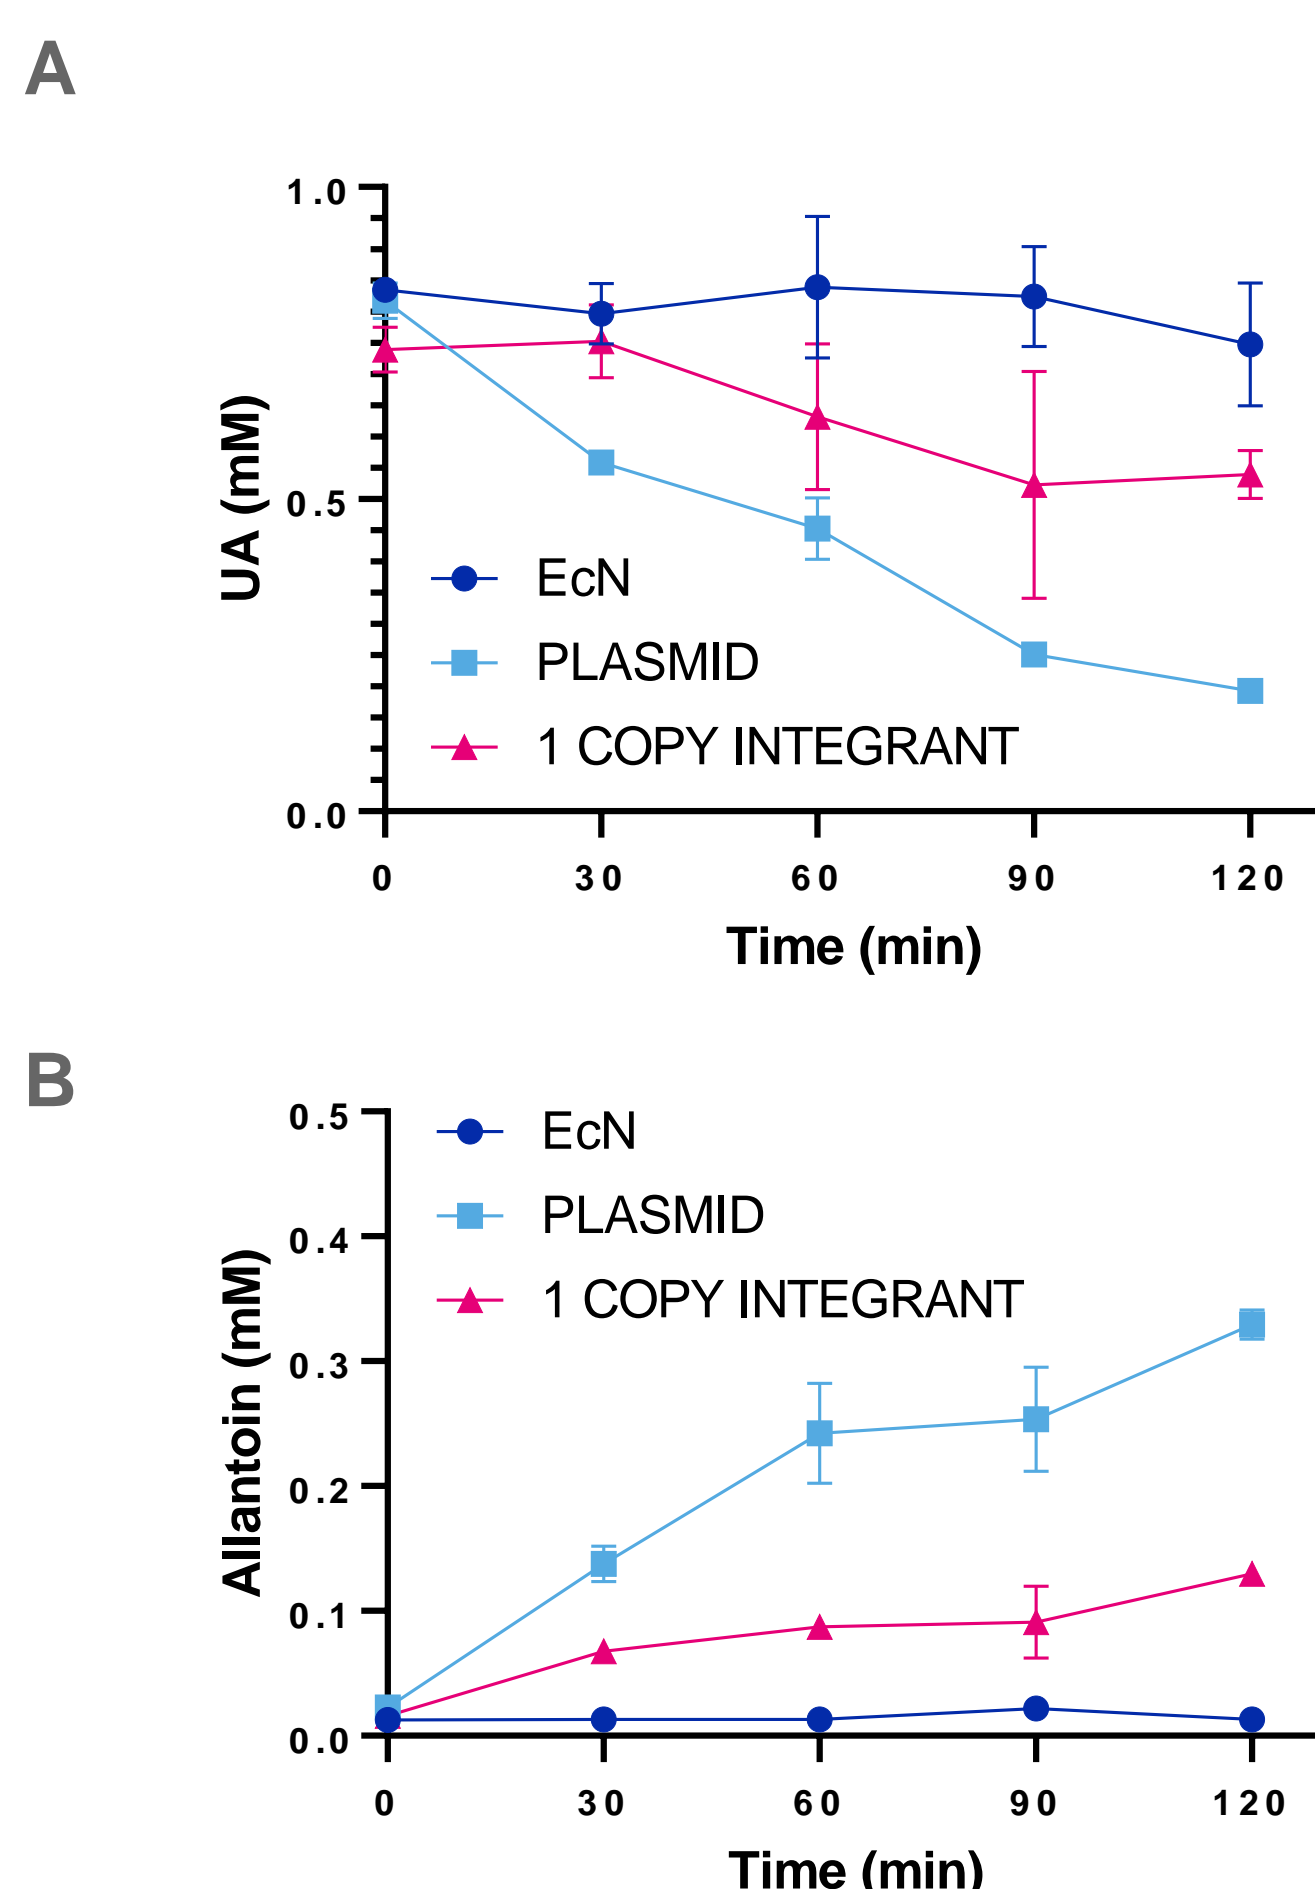 A
1.0
0.5
0.0
UA (mM)
EcN
PLASMID
1 COPY INTEGRANT
0 30 60 90 120
Time (min)
B
0.5
0.4
0.3
0.2
0.1
0.0
Allantoin (mM)
EcN
PLASMID
1 COPY INTEGRANT
0 30 60 90 120
Time (min)